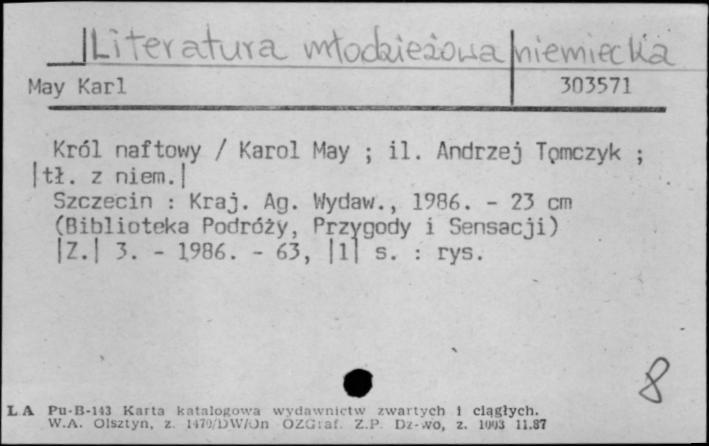 Literatura młodzieżowa niemiecka
May Karl 303571
Król naftowy / Karol May ; il. Andrzej Tomczyk ;
|tł. z niem.|
Szczecin : Kraj. Ag. Wydaw., 1986. - 23 cm
(Biblioteka Podróży, Przygody i Sensacji)
|Z.| 3. - 1986. - 63, |1| s. : rys.
8
LA Pu-B-143 Karta katalogowa wydawnictw zwartych i ciągłych.
W.A. Olsztyn, z. 1470/DW/Jn OZGraf. Z.P. Dz-wo, z. 1003 11.87